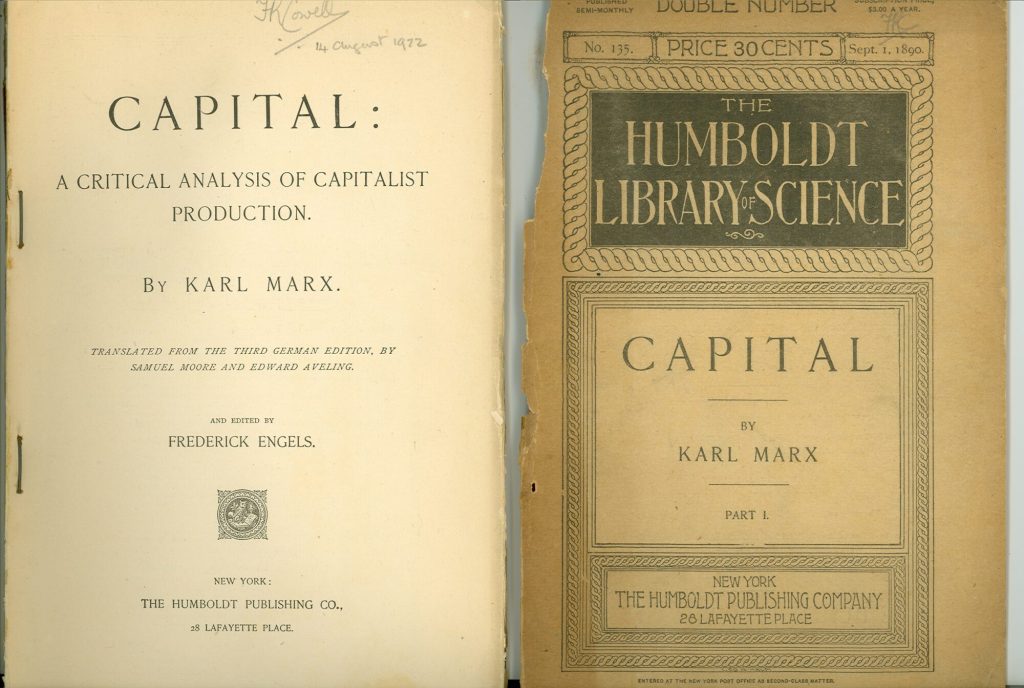 14 August 1972
CAPITAL:
A CRITICAL ANALYSIS OF CAPITALIST
PRODUCTION.
BY KARL MARX.
TRANSLATED FROM THE THIRD GERMAN EDITION, BY
SAMUEL MOORE AND EDWARD AVELING.
AND EDITED BY
FREDERICK ENGELS.
NEW YORK:
THE HUMBOLDT PUBLISHING CO.,
28 LAFAYETTE PLACE.
PUBLISHED
SEMI-MONTHLY
DOUBLE NUMBER
SUBSCRIPTION PRICE,
$3.00 A YEAR.
No. 135.
PRICE 30 CENTS
Sept. 1, 1890.
THE
HUMBOLDT
LIBRARY OF SCIENCE
CAPITAL
BY
KARL MARX
PART I.
NEW YORK
THE HUMBOLDT PUBLISHING COMPANY
28 LAFAYETTE PLACE
ENTERED AT THE NEW YORK POST OFFICE AS SECOND-CLASS MATTER.